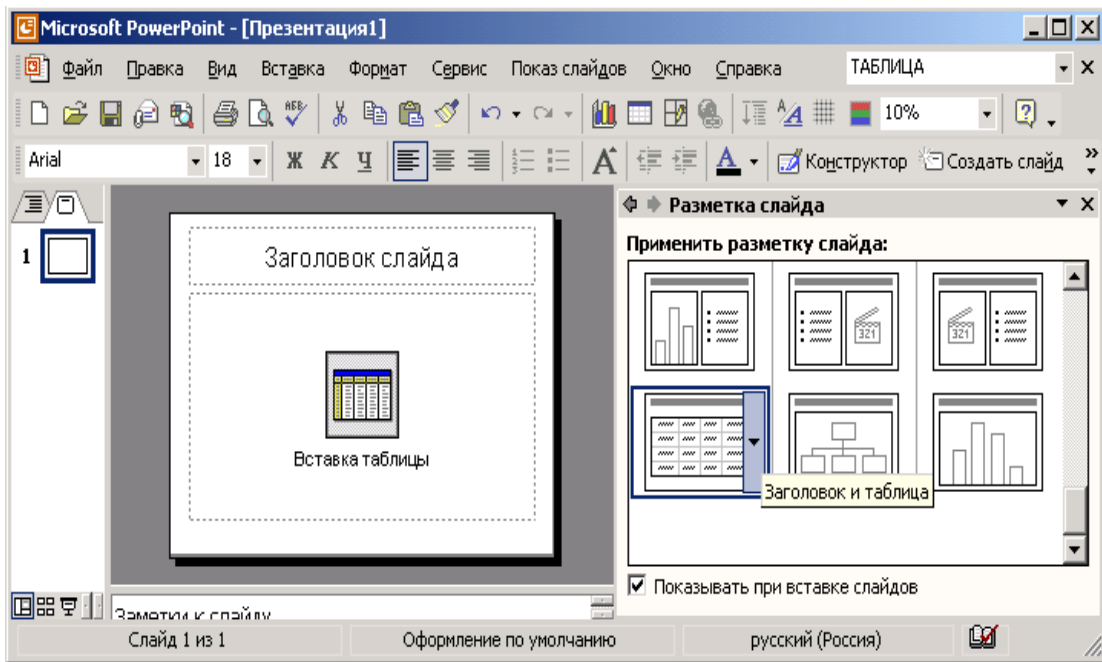 Microsoft PowerPoint - [Презентация1]
Файл Правка Вид Вставка Формат Сервис Показ слайдов Окно Справка ТАБЛИЦА
10%
Arial 18 Ж К Ч A A Конструктор Создать слайд
Разметка слайда
Применить разметку слайда:
1
Заголовок слайда
Вставка таблицы
321
321
Заголовок и таблица
Показывать при вставке слайдов
Заметки к слайду
Слайд 1 из 1 Оформление по умолчанию русский (Россия)